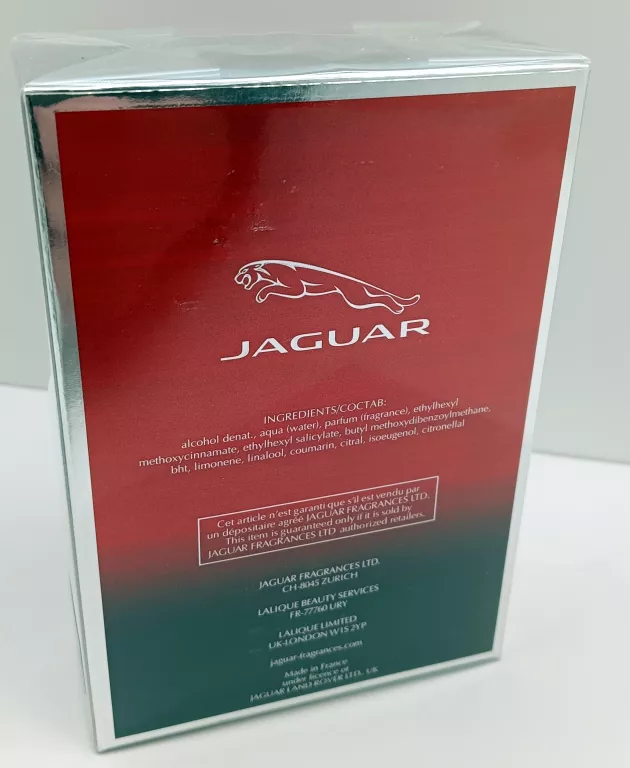 JAGUAR
INGREDIENTS/COCTAB:
alcohol denat., aqua (water), parfum (fragrance), ethylhexyl
methoxycinnamate, ethylhexyl salicylate, butyl methoxydibenzoylmethane,
bht, limonene, linalool, coumarin, citral, isoeugenol, citronellal
Cet article n'est garanti que s'il est vendu par
un dépositaire agréé JAGUAR FRAGRANCES LTD.
This item is guaranteed only if it is sold by
JAGUAR FRAGRANCES LTD authorized retailers.
JAGUAR FRAGRANCES LTD.
CH-8045 ZURICH
LALIQUE BEAUTY SERVICES
FR-77760 URY
LALIQUE LIMITED
UK-LONDON W1S 2YP
jaguar-fragrances.com
Made in France
under licence of
JAGUAR LAND ROVER LTD., UK